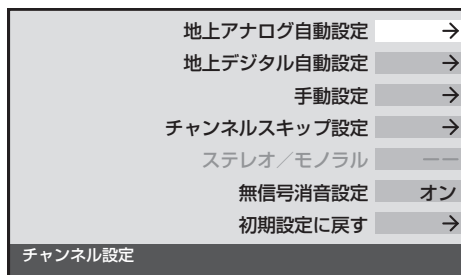 地上アナログ自動設定 →
地上デジタル自動設定 →
手動設定 →
チャンネルスキップ設定 →
ステレオ／モノラル −−
無信号消音設定 オン
初期設定に戻す →
チャンネル設定